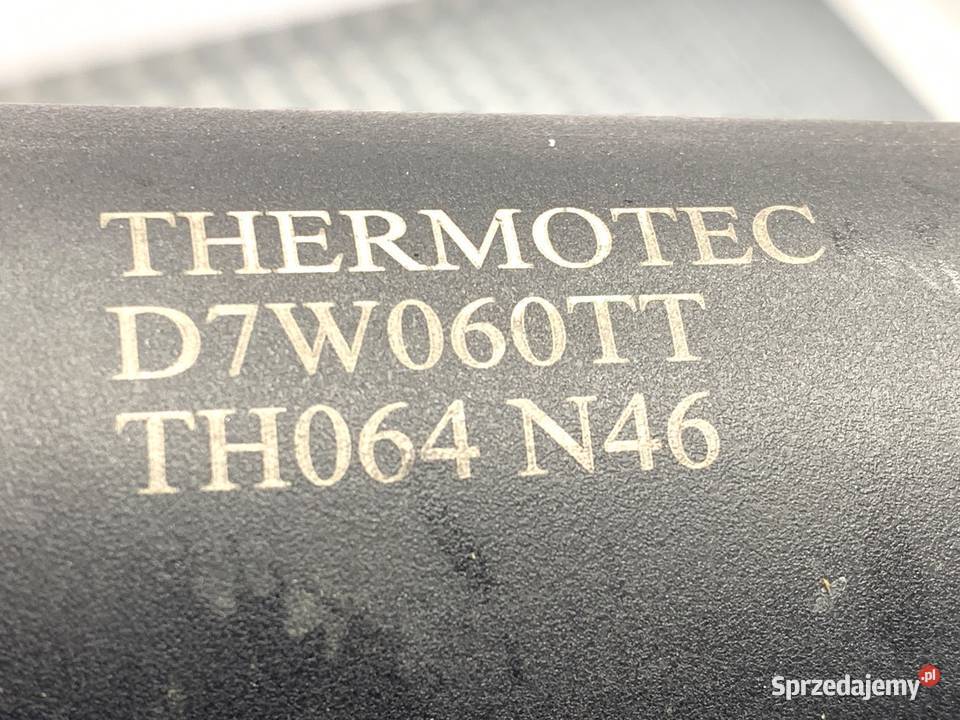 THERMOTEC
D7W060TT
TH064 N46
Sprzedajemy.pl